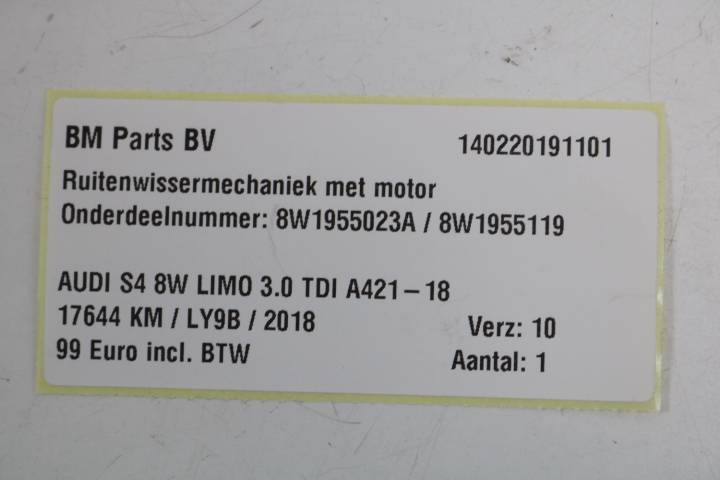 BM Parts BV 140220191101
Ruitenwissermechaniek met motor
Onderdeelnummer: 8W1955023A / 8W1955119
AUDI S4 8W LIMO 3.0 TDI A421-18
17644 KM / LY9B / 2018 Verz: 10
99 Euro incl. BTW Aantal: 1